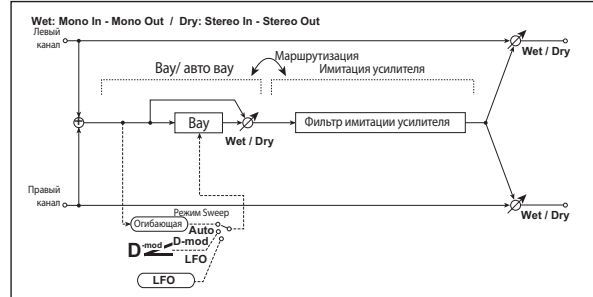 Wet: Mono In - Mono Out / Dry: Stereo In - Stereo Out
Левый
канал
Wet / Dry
Маршрутизация
Вау/ авто вау
Имитация усилителя
Вау
Фильтр имитации усилителя
Wet / Dry
Правый
канал
Wet / Dry
Режим Sweep
Огибающая
Auto
D-mod
D-mod
LFO
LFO